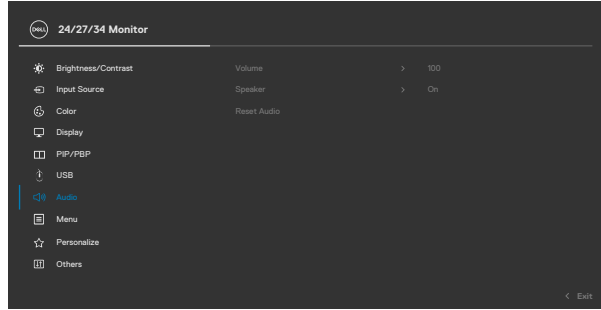 DELL 24/27/34 Monitor
Brightness/Contrast Volume > 100
Input Source Speaker > On
Color Reset Audio
Display
PIP/PBP
USB
Audio
Menu
Personalize
Others
< Exit